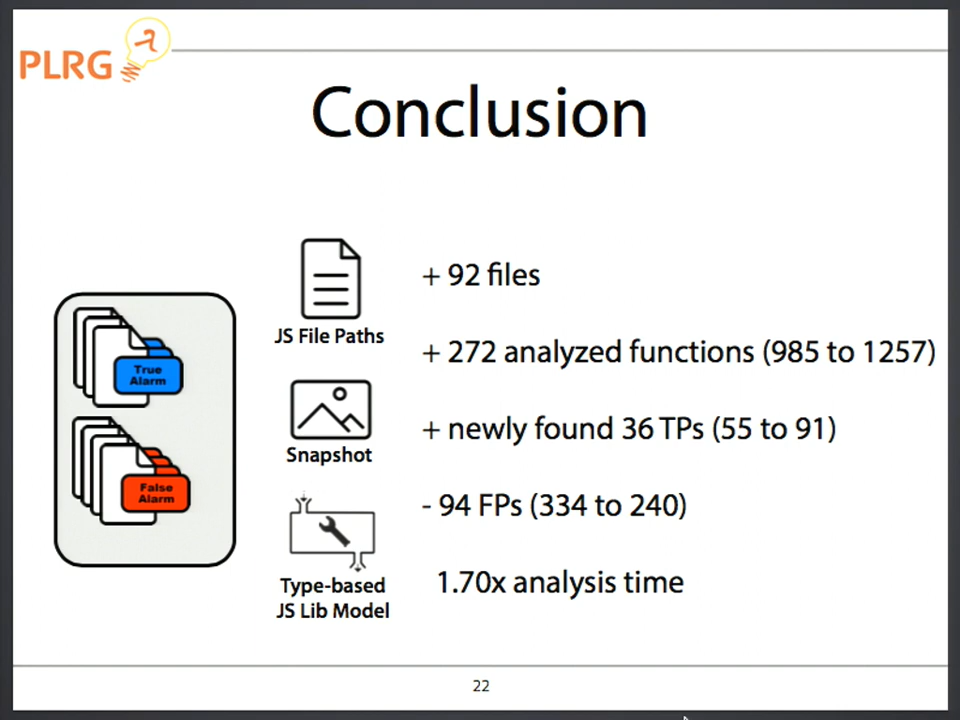 PLRG
λ
Conclusion
True
Alarm
False
Alarm
JS File Paths
Snapshot
Type-based
JS Lib Model
+ 92 files
+ 272 analyzed functions (985 to 1257)
+ newly found 36 TPs (55 to 91)
- 94 FPs (334 to 240)
1.70x analysis time
22